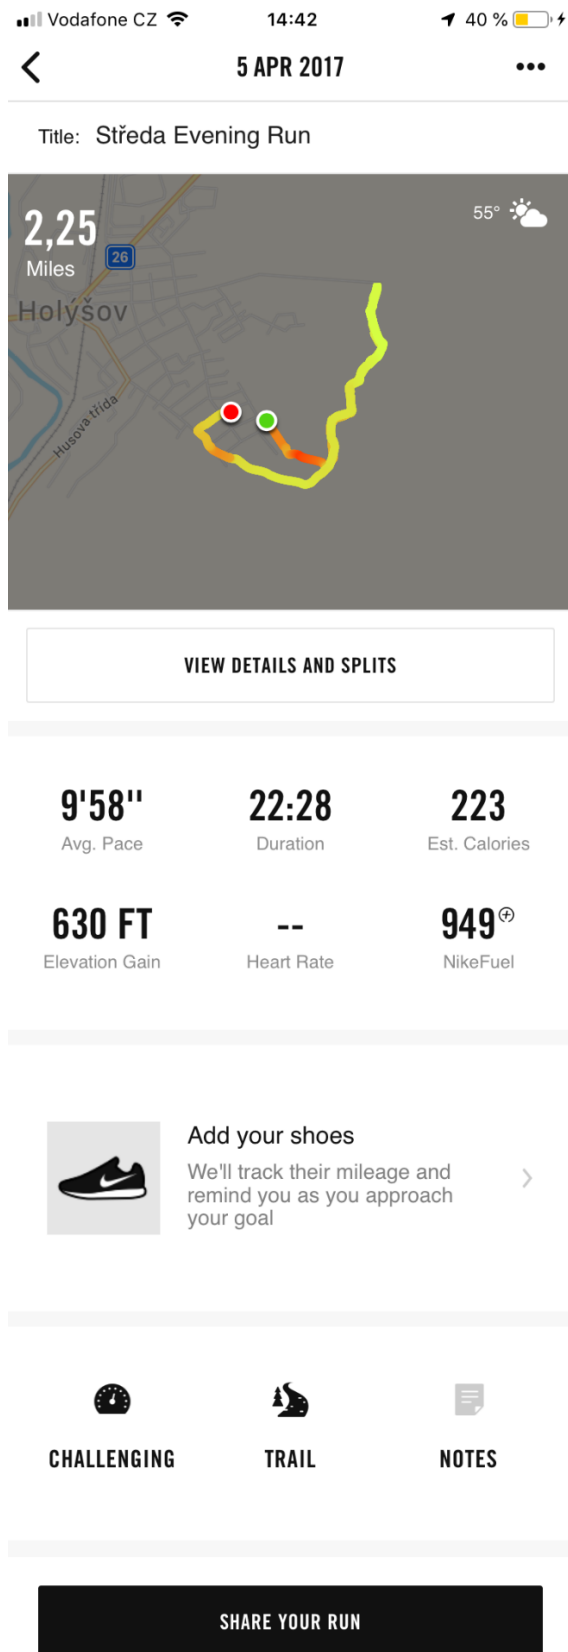 Vodafone CZ 14:42 40 %
5 APR 2017
Title: Středa Evening Run
2,25
Miles
55°
26
Holýšov
Husova třída
VIEW DETAILS AND SPLITS
9'58'' 22:28 223
Avg. Pace Duration Est. Calories
630 FT -- 949
Elevation Gain Heart Rate NikeFuel
Add your shoes
We'll track their mileage and
remind you as you approach
your goal
CHALLENGING TRAIL NOTES
SHARE YOUR RUN